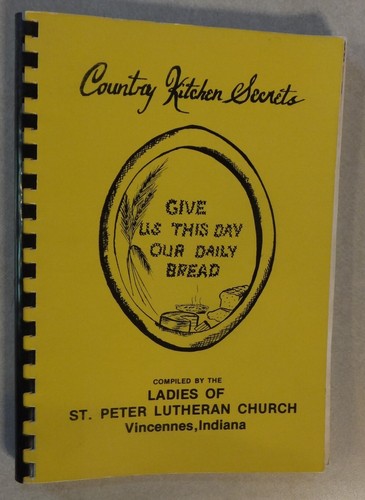 Country Kitchen Secrets
GIVE
US THIS DAY
OUR DAILY
BREAD
COMPILED BY THE
LADIES OF
ST. PETER LUTHERAN CHURCH
Vincennes, Indiana